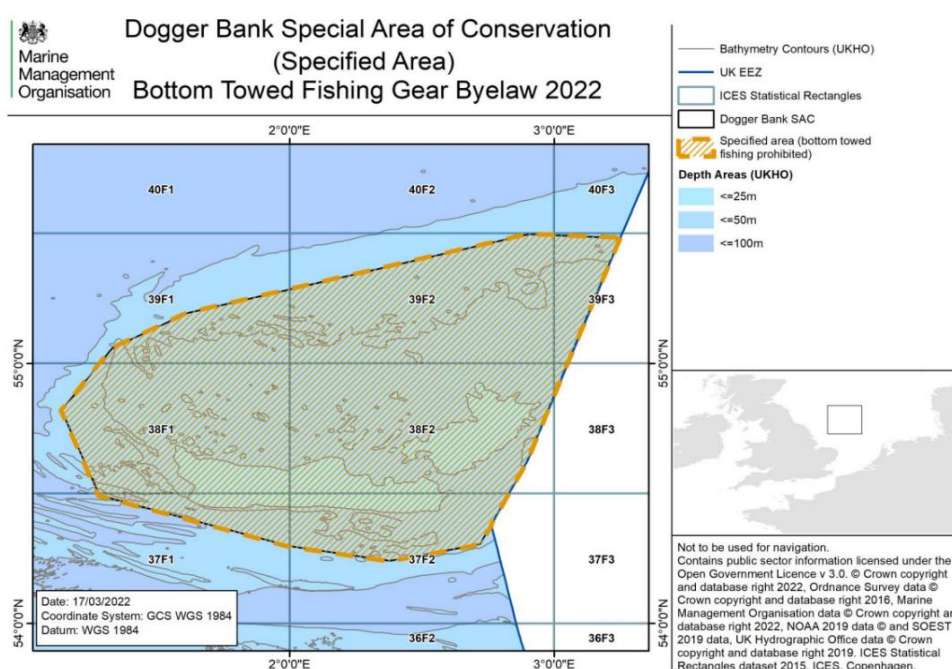 Marine
Management
Organisation
Dogger Bank Special Area of Conservation
(Specified Area)
Bottom Towed Fishing Gear Byelaw 2022
2°0'0"E
3°0'0"E
40F1
40F2
40F3
39F1
39F2
39F3
55°0'0"N
55°0'0"N
38F1
38F2
38F3
37F1
37F2
37F3
54°0'0"N
54°0'0"N
36F2
36F3
Date: 17/03/2022
Coordinate System: GCS WGS 1984
Datum: WGS 1984
2°0'0"E
3°0'0"E
Bathymetry Contours (UKHO)
UK EEZ
ICES Statistical Rectangles
Dogger Bank SAC
Specified area (bottom towed
fishing prohibited)
Depth Areas (UKHO)
<=25m
<=50m
<=100m
Not to be used for navigation.
Contains public sector information licensed under the
Open Government Licence v 3.0. © Crown copyright
and database right 2022, Ordnance Survey data ©
Crown copyright and database right 2016, Marine
Management Organisation data © Crown copyright an
database right 2022, NOAA 2019 data © and SOEST
2019 data, UK Hydrographic Office data © Crown
copyright and database right 2019. ICES Statistical
Rectangles dataset 2015, ICES, Copenhagen.